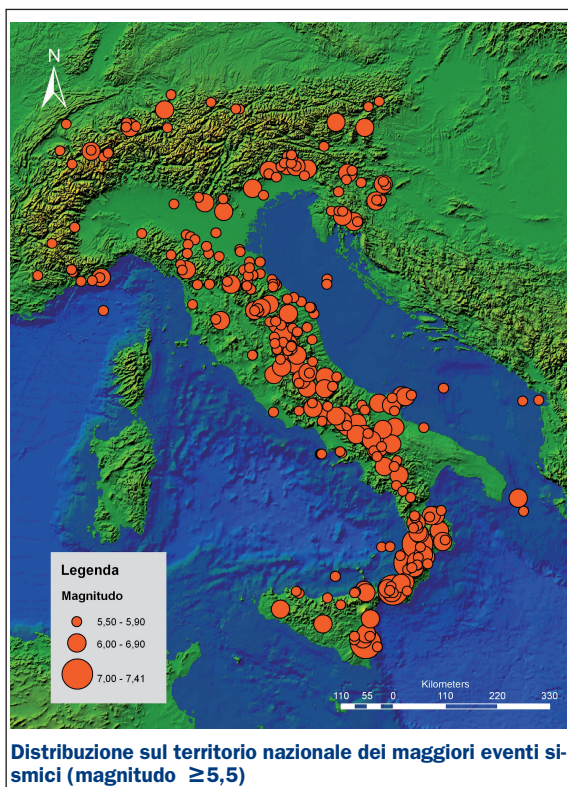 N
Legenda
Magnitudo
5,50 - 5,90
6,00 - 6,90
7,00 - 7,41
Kilometers
110 55 0 110 220 330
Distribuzione sul territorio nazionale dei maggiori eventi si-
smici (magnitudo ≥5,5)